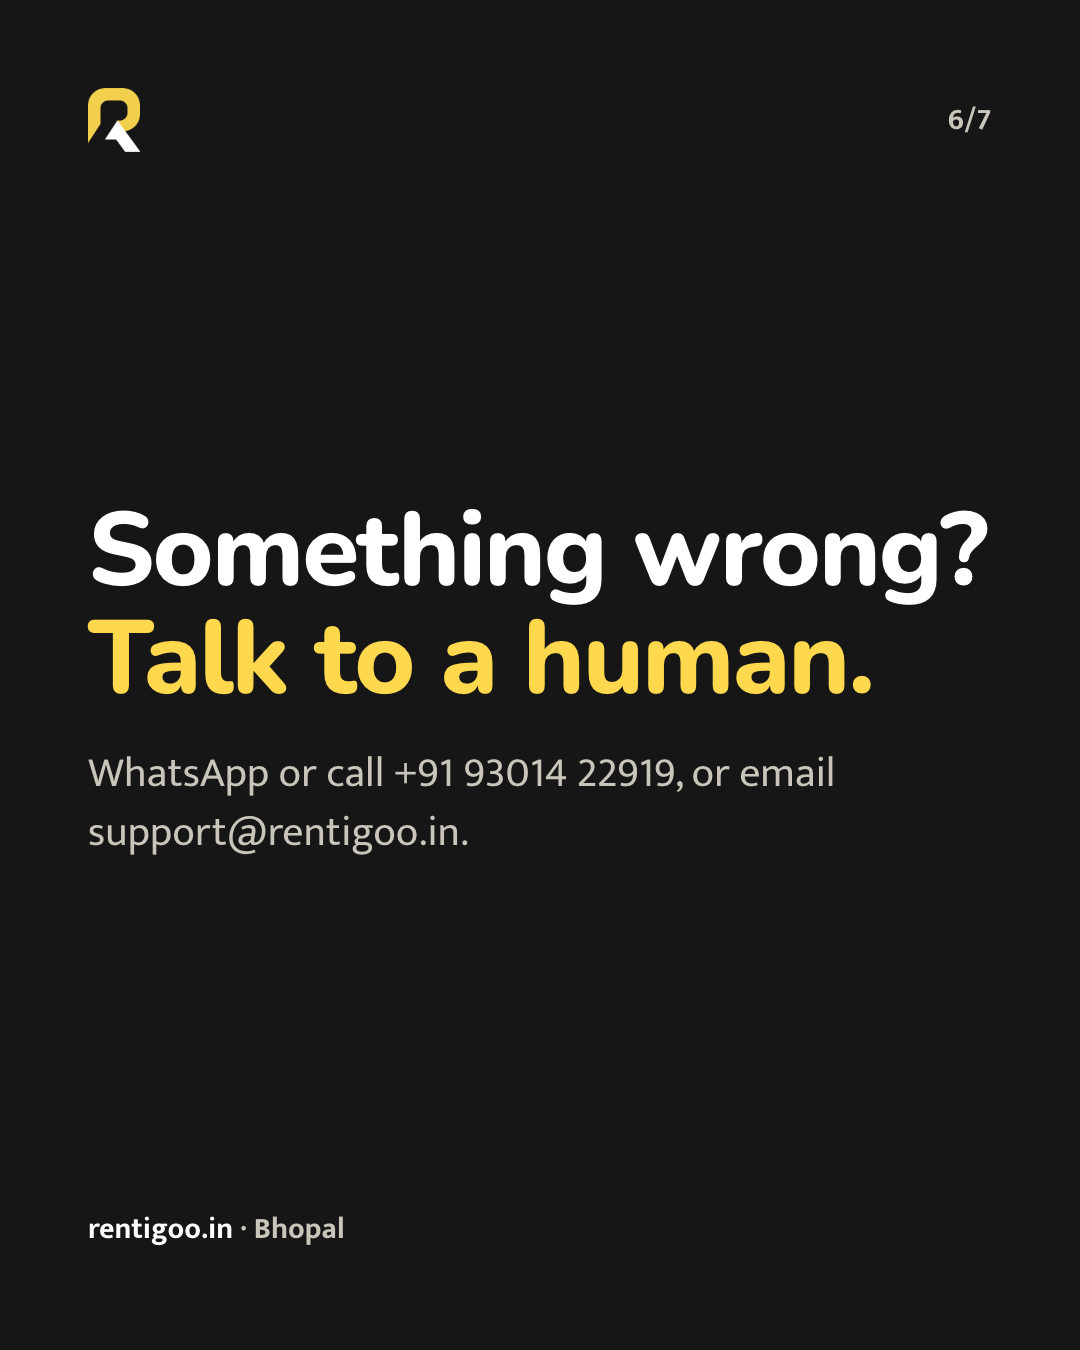 6/7
Something wrong?
Talk to a human.
WhatsApp or call +91 93014 22919, or email
support@rentigoo.in.
rentigoo.in · Bhopal